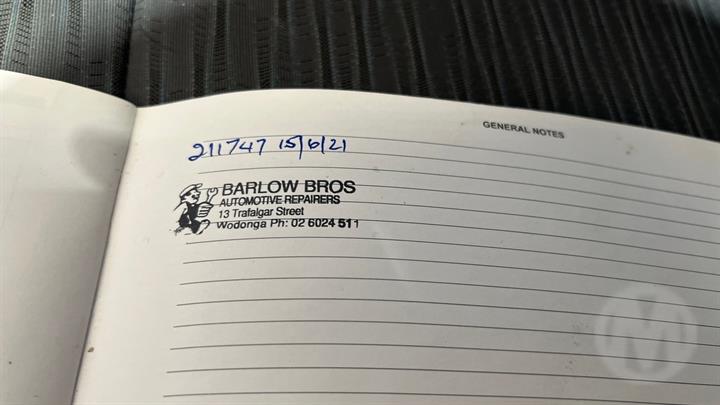 GENERAL NOTES
211747 15/6/21
BARLOW BROS
AUTOMOTIVE REPAIRERS
13 Trafalgar Street
Wodonga Ph: 02 6024 511